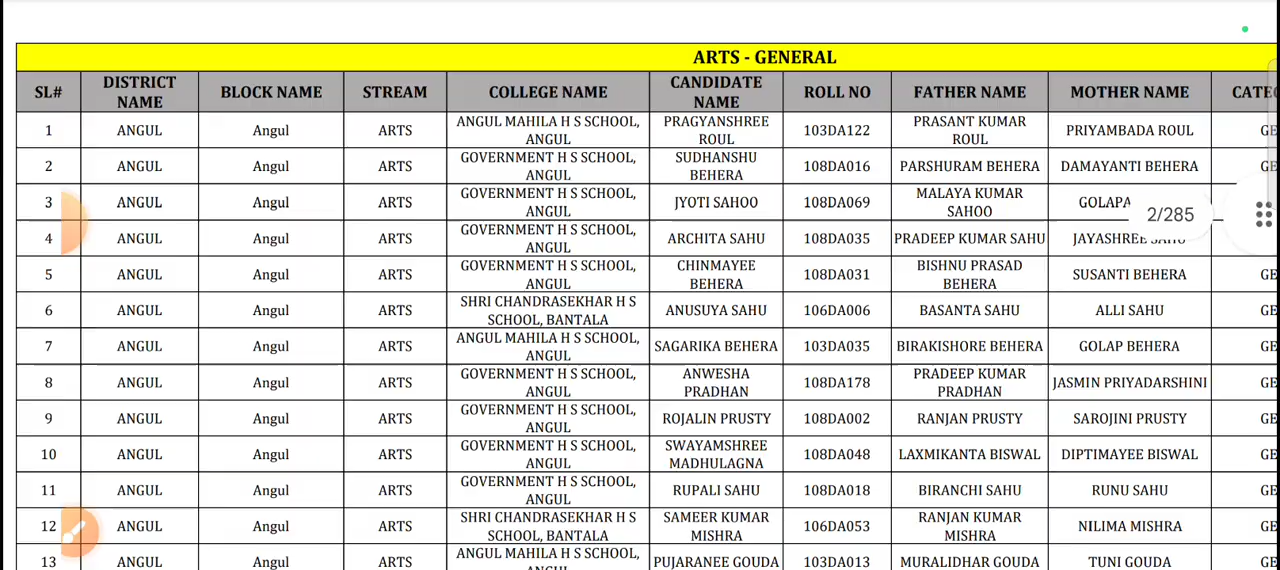 ARTS - GENERAL
SL# DISTRICT NAME BLOCK NAME STREAM COLLEGE NAME CANDIDATE NAME ROLL NO FATHER NAME MOTHER NAME CATEG
1 ANGUL Angul ARTS ANGUL MAHILA H S SCHOOL, ANGUL PRAGYANSHREE ROUL 103DA122 PRASANT KUMAR ROUL PRIYAMBADA ROUL GE
2 ANGUL Angul ARTS GOVERNMENT H S SCHOOL, ANGUL SUDHANSHU BEHERA 108DA016 PARSHURAM BEHERA DAMAYANTI BEHERA GE
3 ANGUL Angul ARTS GOVERNMENT H S SCHOOL, ANGUL JYOTI SAHOO 108DA069 MALAYA KUMAR SAHOO GOLAPA
2/285
4 ANGUL Angul ARTS GOVERNMENT H S SCHOOL, ANGUL ARCHITA SAHU 108DA035 PRADEEP KUMAR SAHU JAYASHREE SAHU
5 ANGUL Angul ARTS GOVERNMENT H S SCHOOL, ANGUL CHINMAYEE BEHERA 108DA031 BISHNU PRASAD BEHERA SUSANTI BEHERA GE
6 ANGUL Angul ARTS SHRI CHANDRASEKHAR H S SCHOOL, BANTALA ANUSUYA SAHU 106DA006 BASANTA SAHU ALLI SAHU GE
7 ANGUL Angul ARTS ANGUL MAHILA H S SCHOOL, ANGUL SAGARIKA BEHERA 103DA035 BIRAKISHORE BEHERA GOLAP BEHERA GE
8 ANGUL Angul ARTS GOVERNMENT H S SCHOOL, ANGUL ANWESHA PRADHAN 108DA178 PRADEEP KUMAR PRADHAN JASMIN PRIYADARSHINI GE
9 ANGUL Angul ARTS GOVERNMENT H S SCHOOL, ANGUL ROJALIN PRUSTY 108DA002 RANJAN PRUSTY SAROJINI PRUSTY GE
10 ANGUL Angul ARTS GOVERNMENT H S SCHOOL, ANGUL SWAYAMSHREE MADHULAGNA 108DA048 LAXMIKANTA BISWAL DIPTIMAYEE BISWAL GE
11 ANGUL Angul ARTS GOVERNMENT H S SCHOOL, ANGUL RUPALI SAHU 108DA018 BIRANCHI SAHU RUNU SAHU GE
12 ANGUL Angul ARTS SHRI CHANDRASEKHAR H S SCHOOL, BANTALA SAMEER KUMAR MISHRA 106DA053 RANJAN KUMAR MISHRA NILIMA MISHRA GE
13 ANGUL Angul ARTS ANGUL MAHILA H S SCHOOL, ANGUL PUJARANEE GOUDA 103DA013 MURALIDHAR GOUDA TUNI GOUDA GE